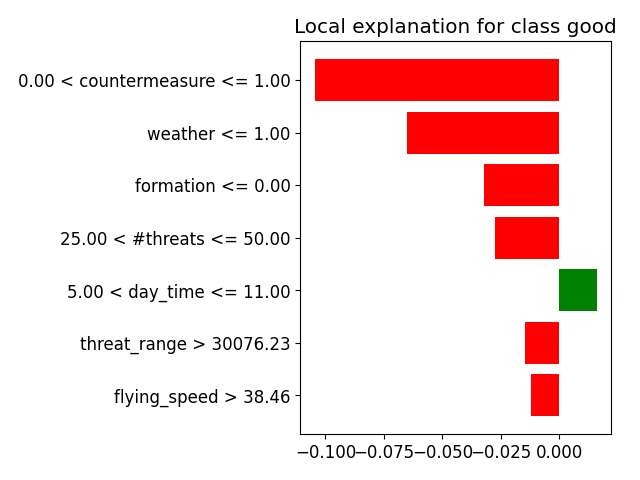 Local explanation for class good
0.00 < countermeasure <= 1.00
weather <= 1.00
formation <= 0.00
25.00 < #threats <= 50.00
5.00 < day_time <= 11.00
threat_range > 30076.23
flying_speed > 38.46
−0.100 −0.075 −0.050 −0.025 0.000